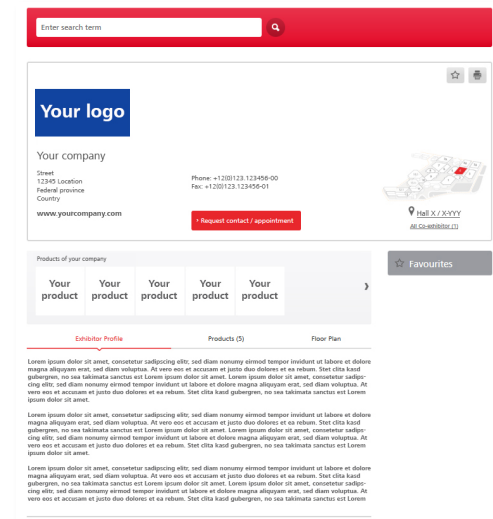 Enter search term
Your logo
Your company
Street
12345 Location
Federal province
Country
www.yourcompany.com
Phone: +12(0)123.123456-00
Fax: +12(0)123.123456-01
› Request contact / appointment
Hall X / X-YYY
All Co-exhibitor (1)
Products of your company
Your product
Your product
Your product
Your product
Your product
Favourites
Exhibitor Profile
Products (5)
Floor Plan
Lorem ipsum dolor sit amet, consetetur sadipscing elitr, sed diam nonumy eirmod tempor invidunt ut labore et dolore
magna aliquyam erat, sed diam voluptua. At vero eos et accusam et justo duo dolores et ea rebum. Stet clita kasd
gubergren, no sea takimata sanctus est Lorem ipsum dolor sit amet. Lorem ipsum dolor sit amet, consetetur sadips-
cing elitr, sed diam nonumy eirmod tempor invidunt ut labore et dolore magna aliquyam erat, sed diam voluptua. At
vero eos et accusam et justo duo dolores et ea rebum. Stet clita kasd gubergren, no sea takimata sanctus est Lorem
ipsum dolor sit amet.
Lorem ipsum dolor sit amet, consetetur sadipscing elitr, sed diam nonumy eirmod tempor invidunt ut labore et dolore
magna aliquyam erat, sed diam voluptua. At vero eos et accusam et justo duo dolores et ea rebum. Stet clita kasd
gubergren, no sea takimata sanctus est Lorem ipsum dolor sit amet. Lorem ipsum dolor sit amet, consetetur sadips-
cing elitr, sed diam nonumy eirmod tempor invidunt ut labore et dolore magna aliquyam erat, sed diam voluptua. At
vero eos et accusam et justo duo dolores et ea rebum. Stet clita kasd gubergren, no sea takimata sanctus est Lorem
ipsum dolor sit amet.
Lorem ipsum dolor sit amet, consetetur sadipscing elitr, sed diam nonumy eirmod tempor invidunt ut labore et dolore
magna aliquyam erat, sed diam voluptua. At vero eos et accusam et justo duo dolores et ea rebum. Stet clita kasd
gubergren, no sea takimata sanctus est Lorem ipsum dolor sit amet. Lorem ipsum dolor sit amet, consetetur sadips-
cing elitr, sed diam nonumy eirmod tempor invidunt ut labore et dolore magna aliquyam erat, sed diam voluptua. At
vero eos et accusam et justo duo dolores et ea rebum. Stet clita kasd gubergren, no sea takimata sanctus est Lorem